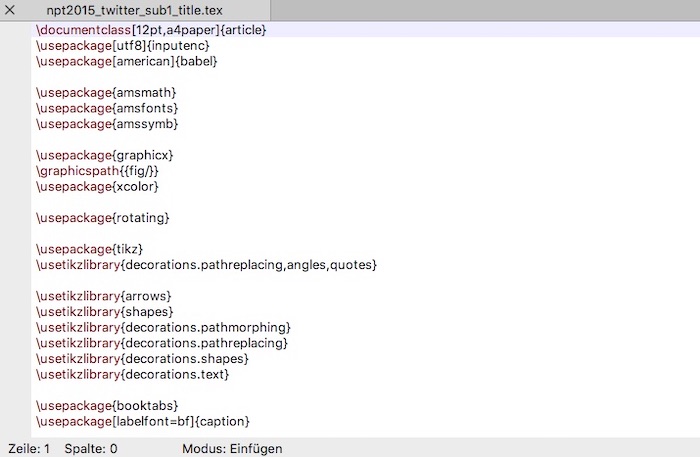 npt2015_twitter_sub1_title.tex
\documentclass[12pt,a4paper]{article}
\usepackage[utf8]{inputenc}
\usepackage[american]{babel}
\usepackage{amsmath}
\usepackage{amsfonts}
\usepackage{amssymb}
\usepackage{graphicx}
\graphicspath{{fig/}}
\usepackage{xcolor}
\usepackage{rotating}
\usepackage{tikz}
\usetikzlibrary{decorations.pathreplacing,angles,quotes}
\usetikzlibrary{arrows}
\usetikzlibrary{shapes}
\usetikzlibrary{decorations.pathmorphing}
\usetikzlibrary{decorations.pathreplacing}
\usetikzlibrary{decorations.shapes}
\usetikzlibrary{decorations.text}
\usepackage{booktabs}
\usepackage[labelfont=bf]{caption}
Zeile: 1 Spalte: 0 Modus: Einfügen